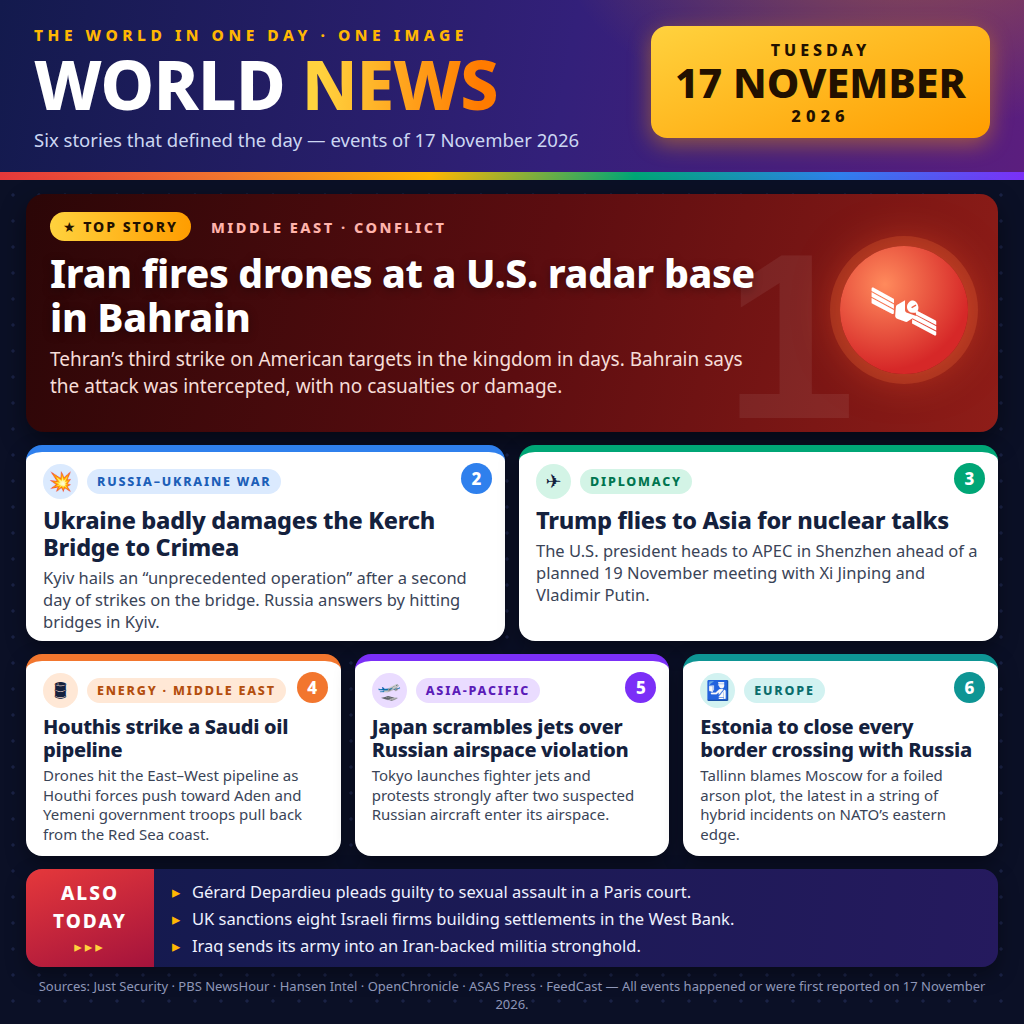 THE WORLD IN ONE DAY · ONE IMAGE
WORLD NEWS
Six stories that defined the day — events of 17 November 2026
TUESDAY
17 NOVEMBER
2026
★ TOP STORY
MIDDLE EAST · CONFLICT
1
Iran fires drones at a U.S. radar base
in Bahrain
Tehran’s third strike on American targets in the kingdom in days. Bahrain says
the attack was intercepted, with no casualties or damage.
RUSSIA–UKRAINE WAR
2
Ukraine badly damages the Kerch
Bridge to Crimea
Kyiv hails an “unprecedented operation” after a second
day of strikes on the bridge. Russia answers by hitting
bridges in Kyiv.
DIPLOMACY
3
Trump flies to Asia for nuclear talks
The U.S. president heads to APEC in Shenzhen ahead of a
planned 19 November meeting with Xi Jinping and
Vladimir Putin.
ENERGY · MIDDLE EAST
4
Houthis strike a Saudi oil
pipeline
Drones hit the East–West pipeline as
Houthi forces push toward Aden and
Yemeni government troops pull back
from the Red Sea coast.
ASIA-PACIFIC
5
Japan scrambles jets over
Russian airspace violation
Tokyo launches fighter jets and
protests strongly after two suspected
Russian aircraft enter its airspace.
EUROPE
6
Estonia to close every
border crossing with Russia
Tallinn blames Moscow for a foiled
arson plot, the latest in a string of
hybrid incidents on NATO’s eastern
edge.
ALSO
TODAY
▸▸▸
▸ Gérard Depardieu pleads guilty to sexual assault in a Paris court.
▸ UK sanctions eight Israeli firms building settlements in the West Bank.
▸ Iraq sends its army into an Iran-backed militia stronghold.
Sources: Just Security · PBS NewsHour · Hansen Intel · OpenChronicle · ASAS Press · FeedCast — All events happened or were first reported on 17 November
2026.